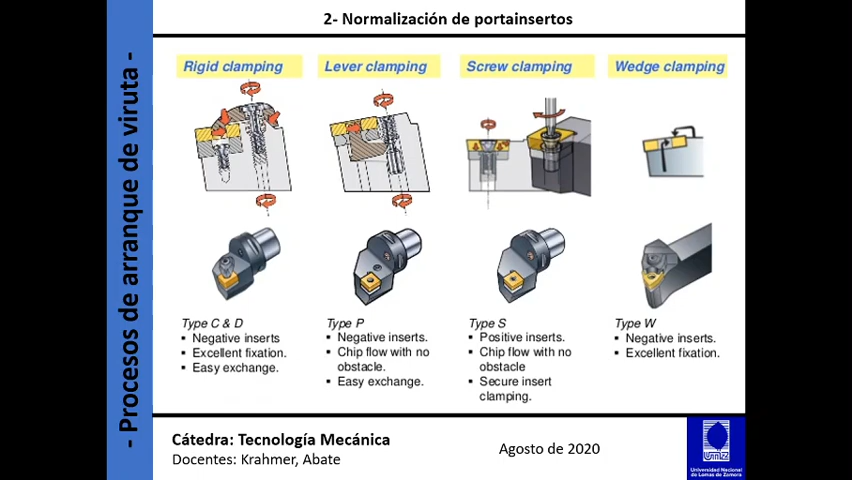 2- Normalización de portainsertos
- Procesos de arranque de viruta -
Rigid clamping
Lever clamping
Screw clamping
Wedge clamping
Type C & D
▪ Negative inserts
▪ Excellent fixation.
▪ Easy exchange.
Type P
▪ Negative inserts.
▪ Chip flow with no
obstacle.
▪ Easy exchange.
Type S
▪ Positive inserts.
▪ Chip flow with no
obstacle
▪ Secure insert
clamping.
Type W
▪ Negative inserts.
▪ Excellent fixation.
Cátedra: Tecnología Mecánica
Docentes: Krahmer, Abate
Agosto de 2020
Universidad Nacional
de Lomas de Zamora